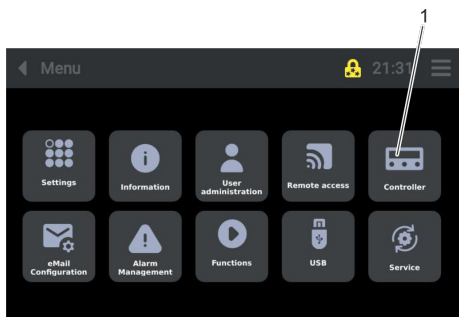 1
Menu
21:31
Settings
Information
User
administration
Remote access
Controller
eMail
Configuration
Alarm
Management
Functions
USB
Service